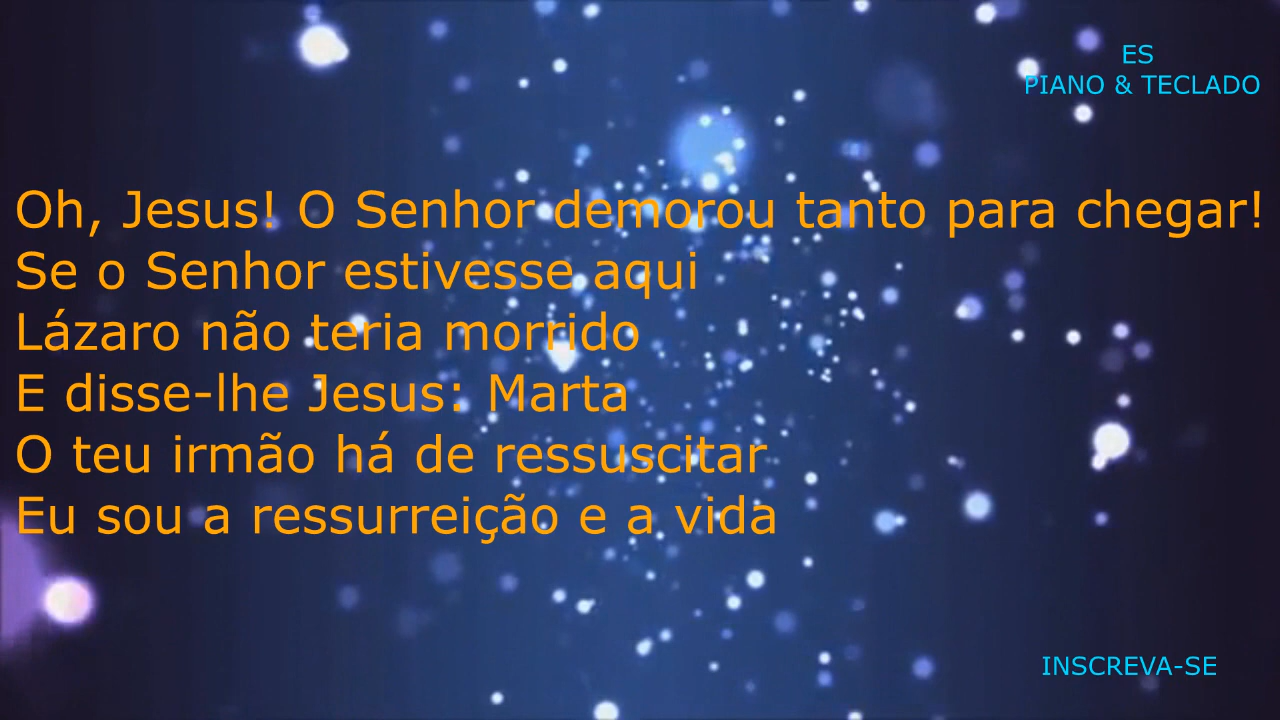 ES
PIANO & TECLADO
Oh, Jesus! O Senhor demorou tanto para chegar!
Se o Senhor estivesse aqui
Lázaro não teria morrido
E disse-lhe Jesus: Marta
O teu irmão há de ressuscitar
Eu sou a ressurreição e a vida
INSCREVA-SE